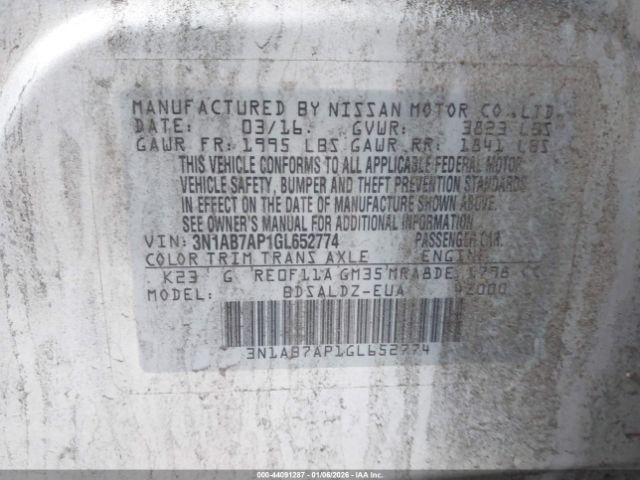 MANUFACTURED BY NISSAN MOTOR CO.,LTD.
DATE: 03/16. GVWR: 3823 LBS
GAWR FR: 1995 LBS GAWR RR: 1841 LBS
THIS VEHICLE CONFORMS TO ALL APPLICABLE FEDERAL MOTOR
VEHICLE SAFETY, BUMPER AND THEFT PREVENTION STANDARDS
IN EFFECT ON THE DATE OF MANUFACTURE SHOWN ABOVE.
SEE OWNER'S MANUAL FOR ADDITIONAL INFORMATION
VIN: 3N1AB7AP1GL652774 PASSENGER CAR.
COLOR TRIM TRANS AXLE ENGINE
K23 G RE0F11A GM35 MRA8DE 1798 CC
MODEL: BDSALDZ-EUA
3N1AB7AP1GL652774
000-44091287 - 01/06/2026 - IAA Inc.